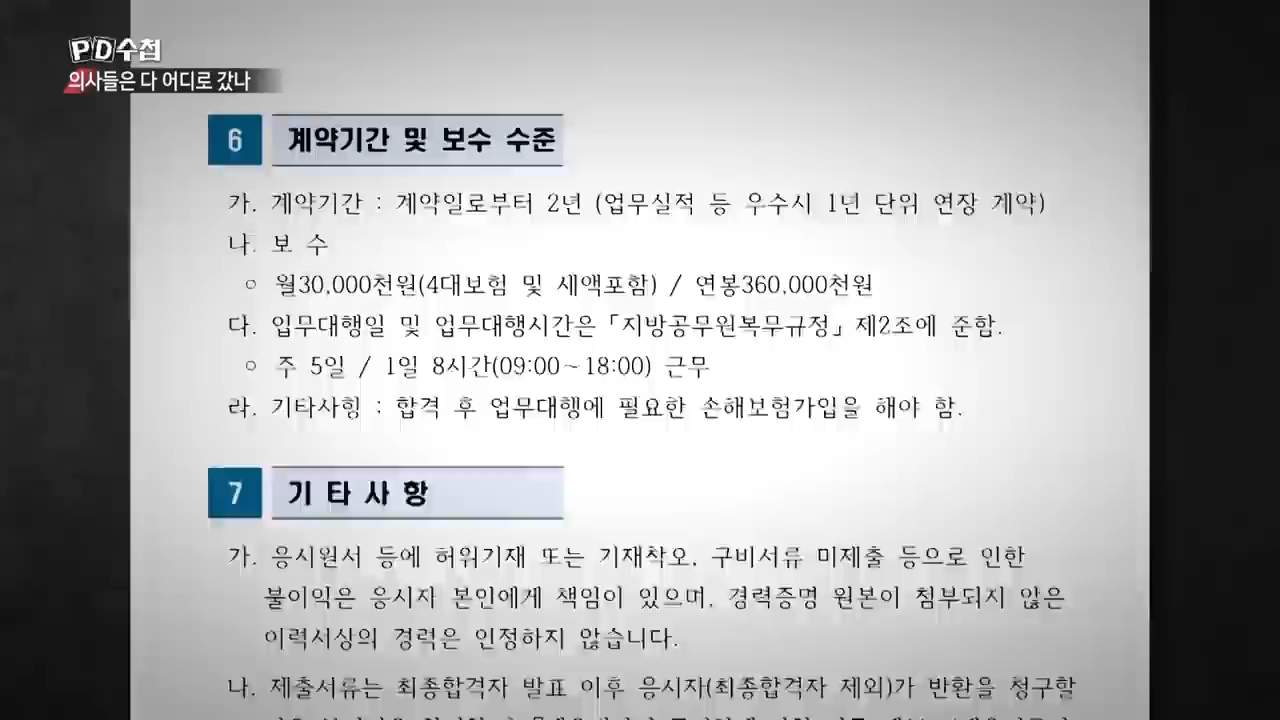 PD수첩
의사들은 다 어디로 갔나
6 계약기간 및 보수 수준
가. 계약기간 : 계약일로부터 2년 (업무실적 등 우수시 1년 단위 연장 계약)
나. 보 수
○ 월30,000천원(4대보험 및 세액포함) / 연봉360,000천원
다. 업무대행일 및 업무대행시간은 「지방공무원복무규정」 제2조에 준함.
○ 주 5일 / 1일 8시간(09:00~18:00) 근무
라. 기타사항 : 합격 후 업무대행에 필요한 손해보험가입을 해야 함.
7 기 타 사 항
가. 응시원서 등에 허위기재 또는 기재착오, 구비서류 미제출 등으로 인한
불이익은 응시자 본인에게 책임이 있으며, 경력증명 원본이 첨부되지 않은
이력서상의 경력은 인정하지 않습니다.
나. 제출서류는 최종합격자 발표 이후 응시자(최종합격자 제외)가 반환을 청구할